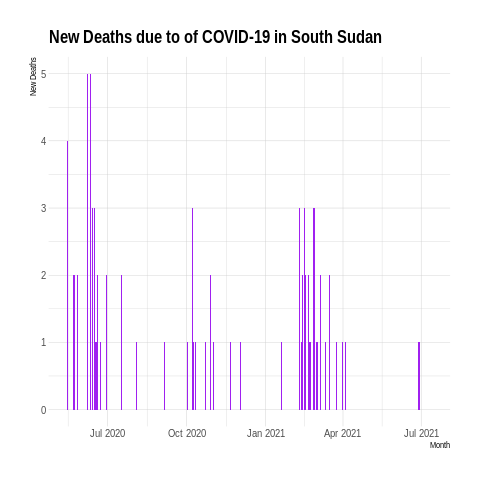 New Deaths due to of COVID-19 in South Sudan
New Deaths
5
4
3
2
1
0
Jul 2020 Oct 2020 Jan 2021 Apr 2021 Jul 2021
Month